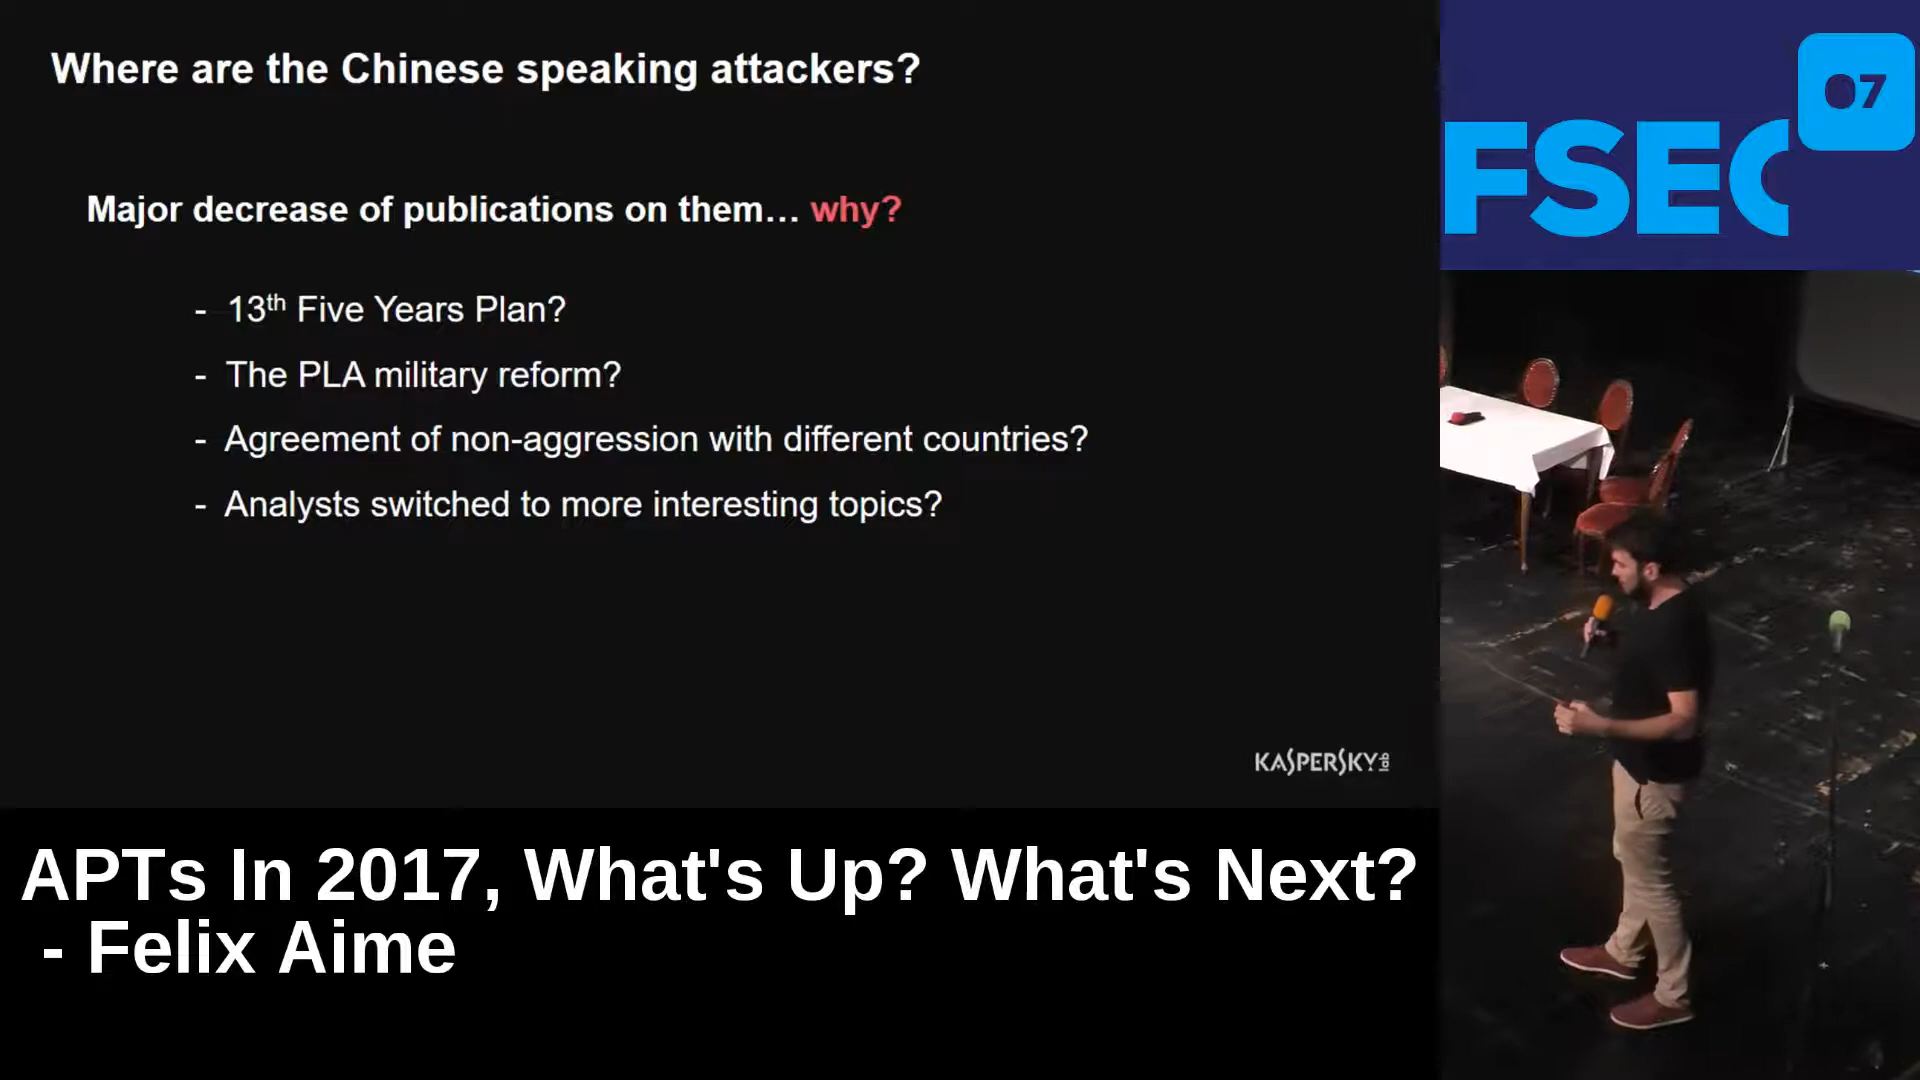 Where are the Chinese speaking attackers?
Major decrease of publications on them… why?
- 13th Five Years Plan?
- The PLA military reform?
- Agreement of non-aggression with different countries?
- Analysts switched to more interesting topics?
KASPERSKY lab
APTs In 2017, What's Up? What's Next?
- Felix Aime
07
FSEC